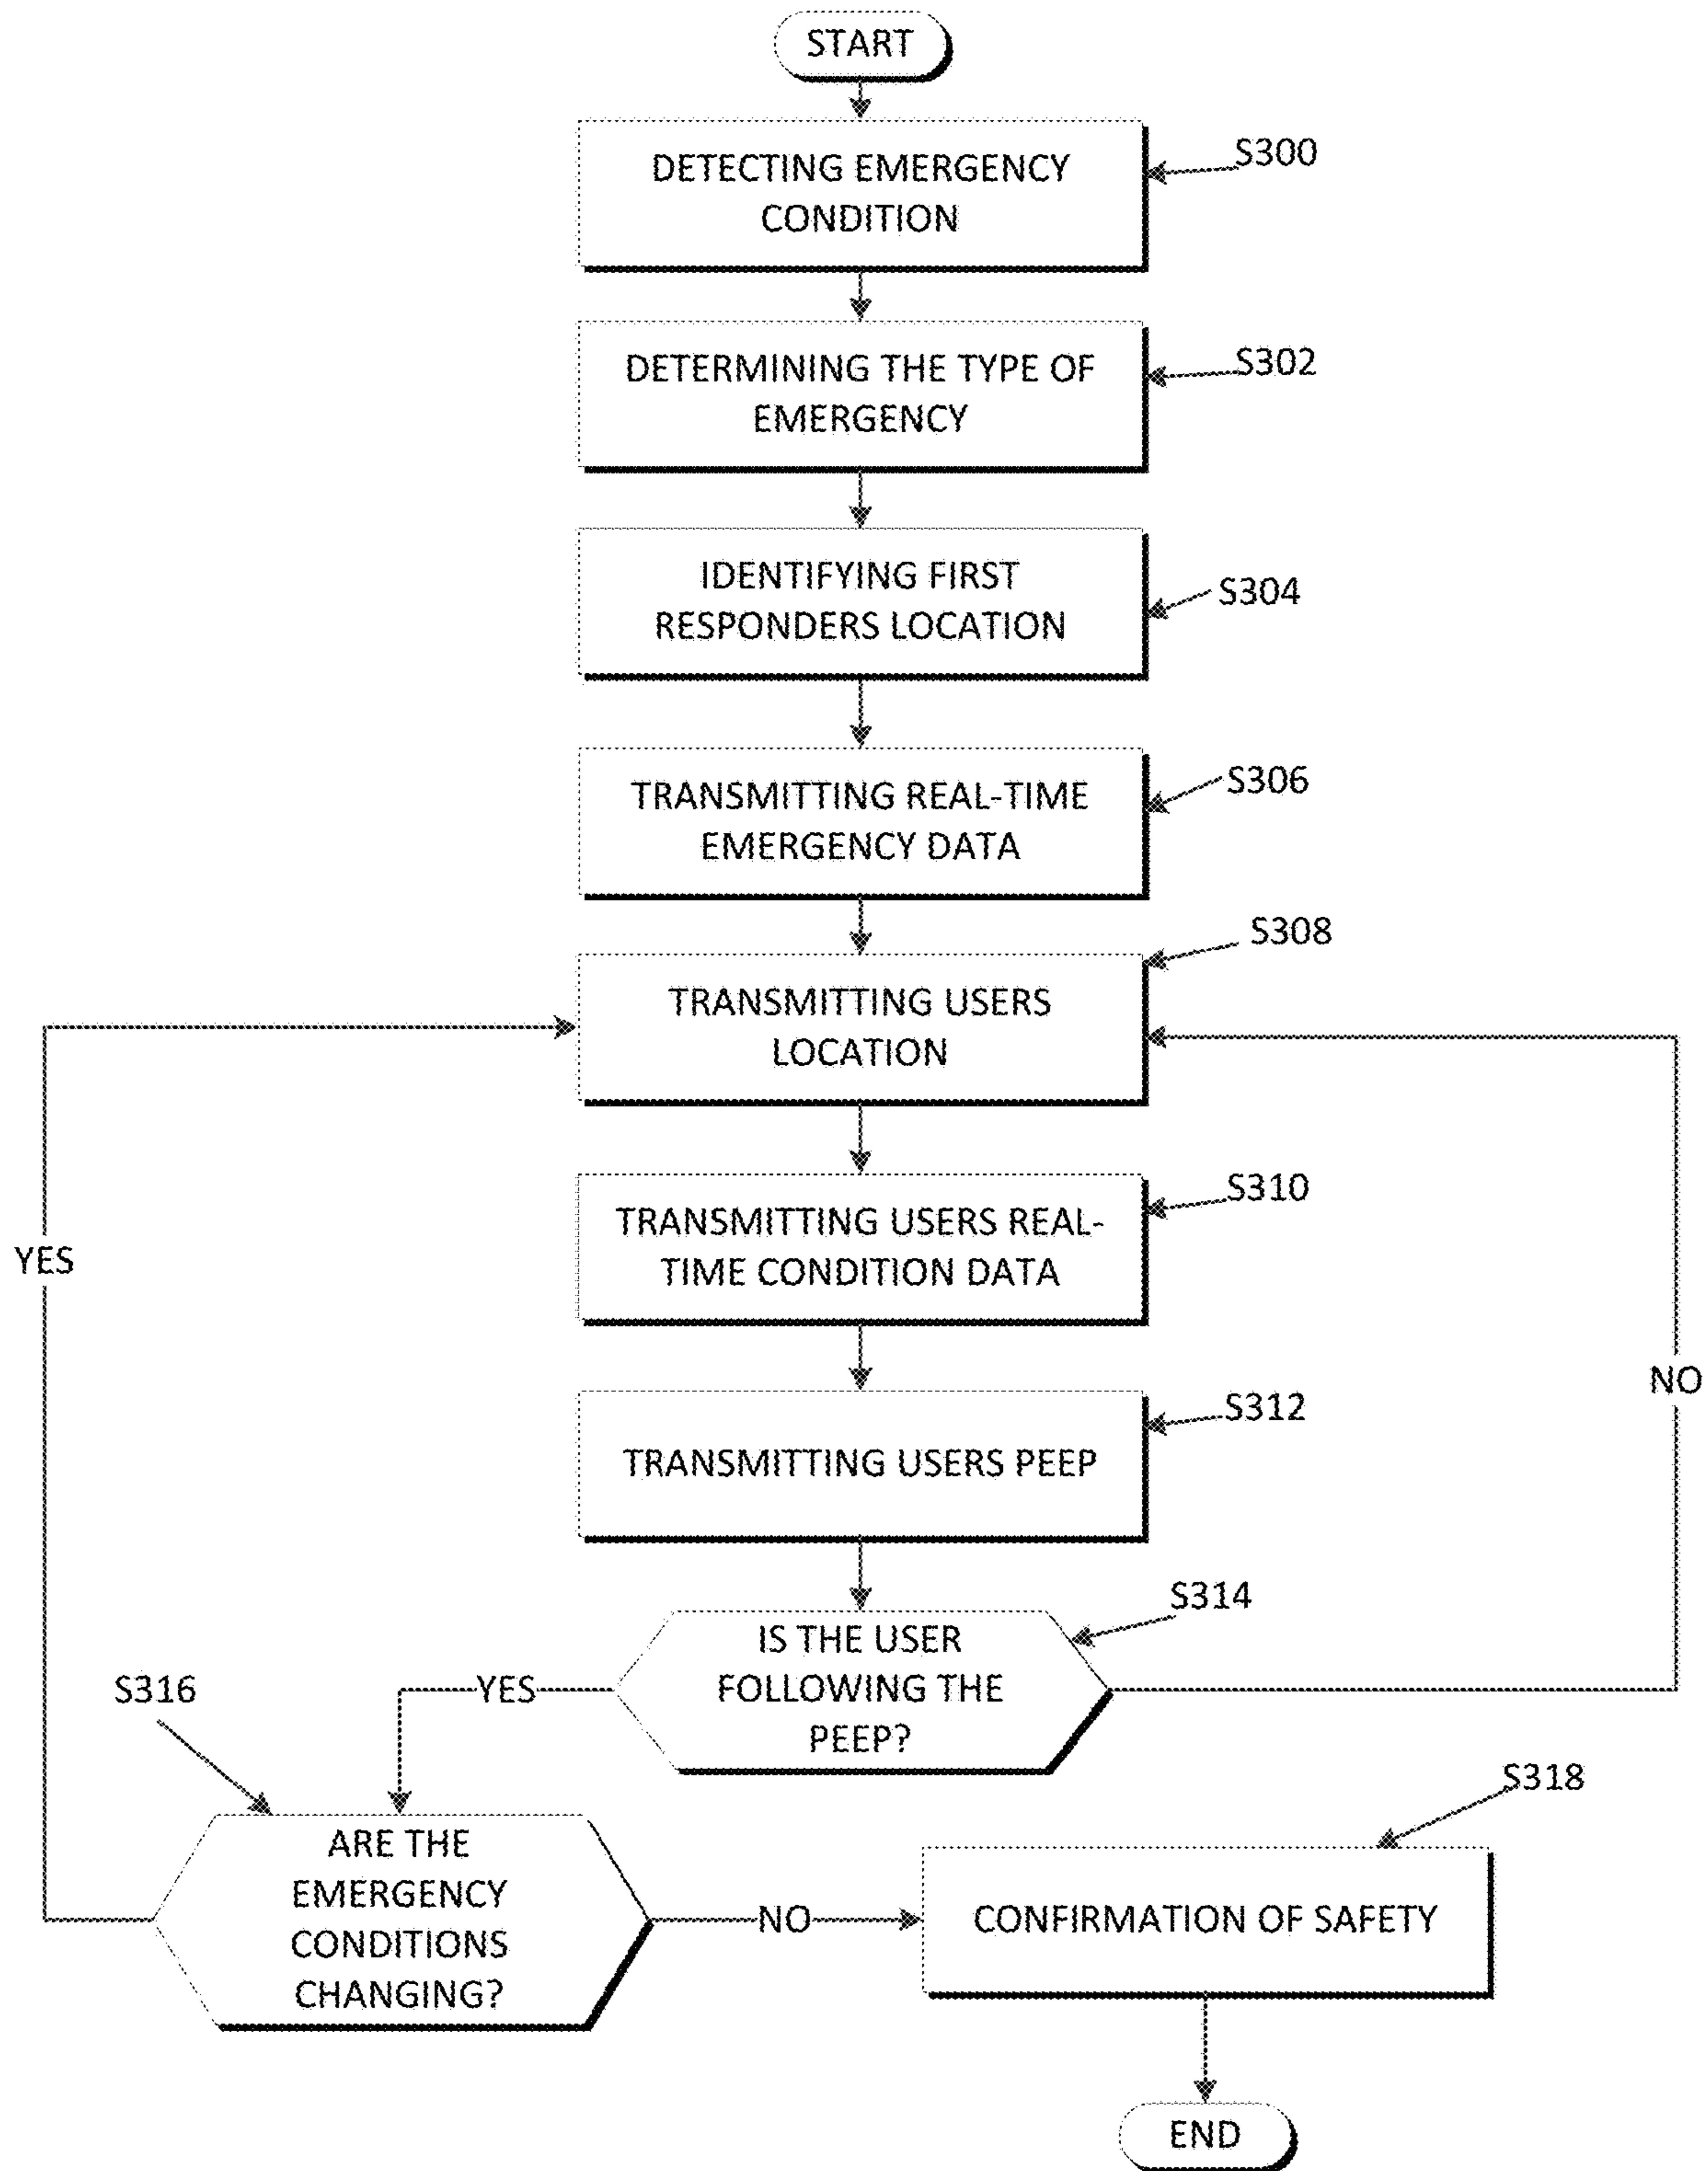 START
DETECTING EMERGENCY
CONDITION
S300
DETERMINING THE TYPE OF
EMERGENCY
S302
IDENTIFYING FIRST
RESPONDERS LOCATION
S304
TRANSMITTING REAL-TIME
EMERGENCY DATA
S306
TRANSMITTING USERS
LOCATION
S308
TRANSMITTING USERS REAL-
TIME CONDITION DATA
S310
YES
NO
TRANSMITTING USERS PEEP
S312
IS THE USER
FOLLOWING THE
PEEP?
S314
YES
S316
ARE THE
EMERGENCY
CONDITIONS
CHANGING?
NO
CONFIRMATION OF SAFETY
S318
END